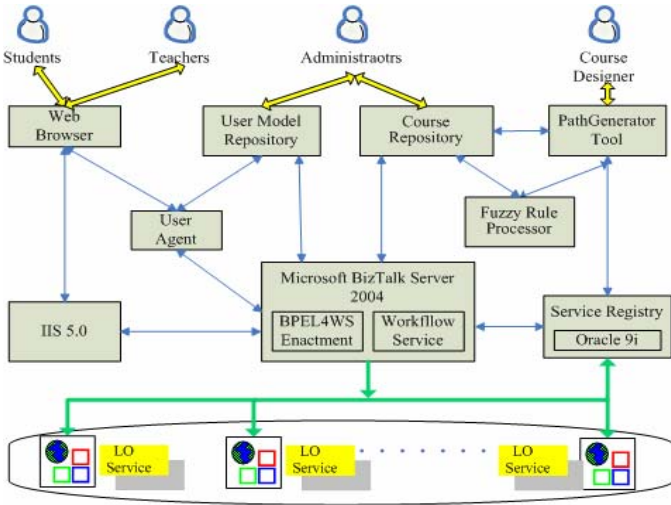 Students
Teachers
Administraotrs
Course
Designer
Web
Browser
User Model
Repository
Course
Repository
PathGenerator
Tool
User
Agent
Fuzzy Rule
Processor
Microsoft BizTalk Server
2004
BPEL4WS
Enactment
Workfllow
Service
IIS 5.0
Service Registry
Oracle 9i
LO
Service
LO
Service
LO
Service